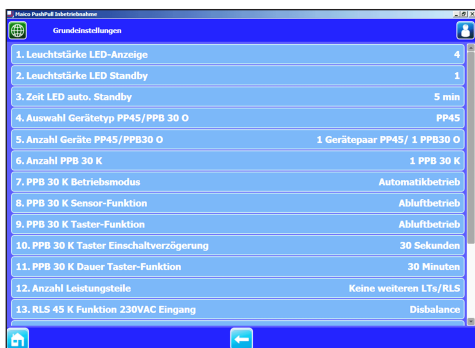 Maico PushPull Inbetriebnahme
Grundeinstellungen
1. Leuchtstärke LED-Anzeige 4
2. Leuchtstärke LED Standby 1
3. Zeit LED auto. Standby 5 min
4. Auswahl Gerätetyp PP45/PPB 30 O PP45
5. Anzahl Geräte PP45/PPB30 O 1 Gerätepaar PP45/ 1 PPB30 O
6. Anzahl PPB 30 K 1 PPB 30 K
7. PPB 30 K Betriebsmodus Automatikbetrieb
8. PPB 30 K Sensor-Funktion Abluftbetrieb
9. PPB 30 K Taster-Funktion Abluftbetrieb
10. PPB 30 K Taster Einschaltverzögerung 30 Sekunden
11. PPB 30 K Dauer Taster-Funktion 30 Minuten
12. Anzahl Leistungsteile Keine weiteren LTs/RLS
13. RLS 45 K Funktion 230VAC Eingang Disbalance